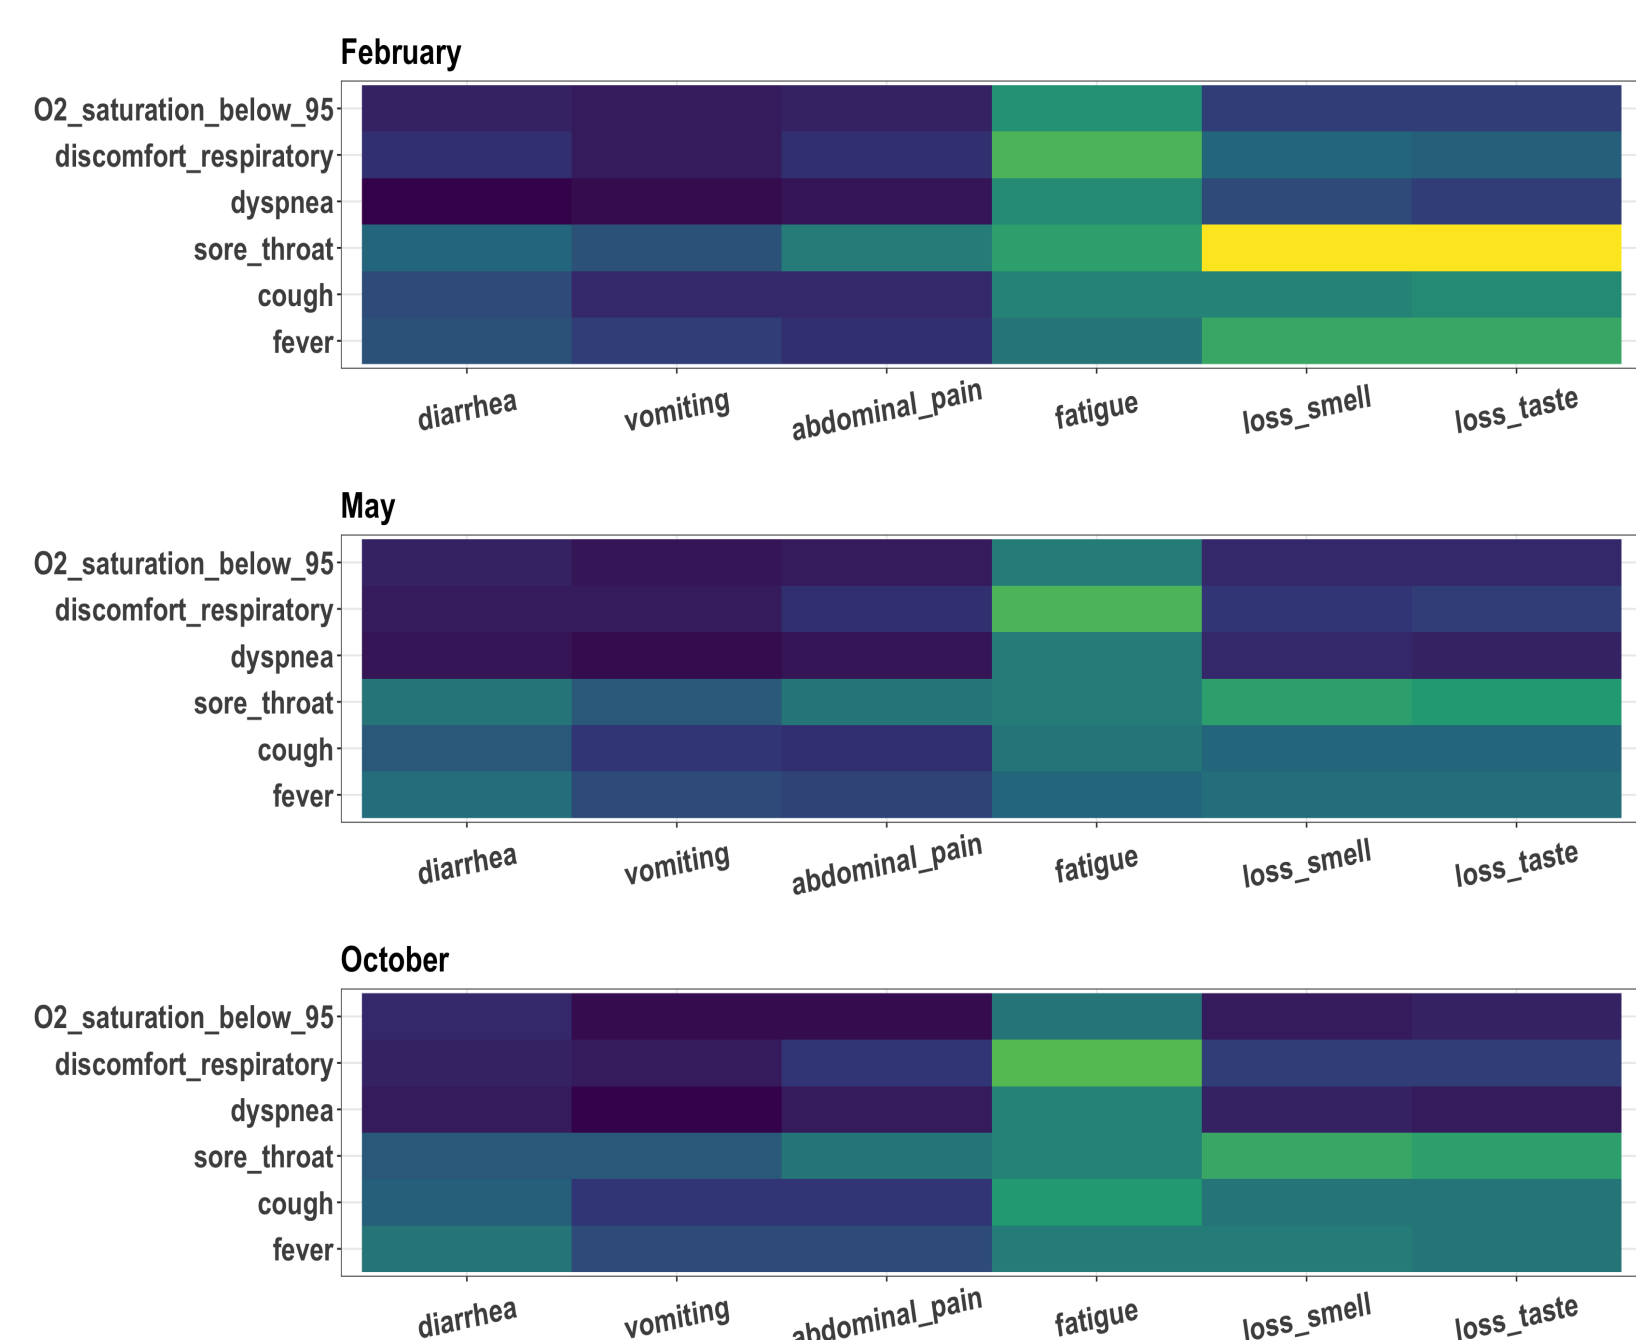 February
O2_saturation_below_95
discomfort_respiratory
dyspnea
sore_throat
cough
fever
diarrhea vomiting abdominal_pain fatigue loss_smell loss_taste
May
O2_saturation_below_95
discomfort_respiratory
dyspnea
sore_throat
cough
fever
diarrhea vomiting abdominal_pain fatigue loss_smell loss_taste
October
O2_saturation_below_95
discomfort_respiratory
dyspnea
sore_throat
cough
fever
diarrhea vomiting abdominal_pain fatigue loss_smell loss_taste